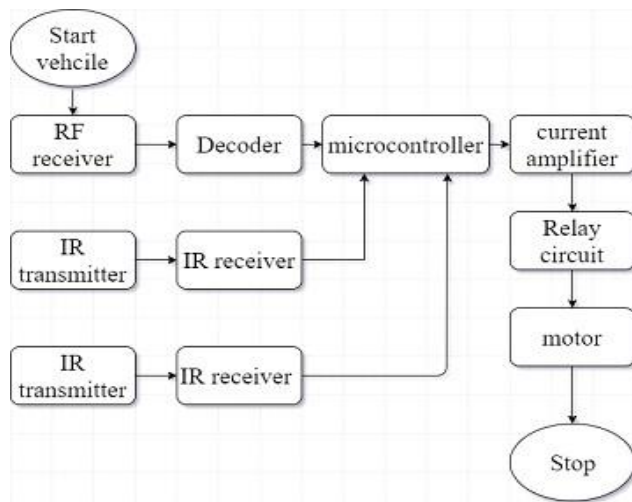 Start
vehcile
RF
receiver
Decoder
microcontroller
current
amplifier
IR
transmitter
IR receiver
Relay
circuit
IR
transmitter
IR receiver
motor
Stop